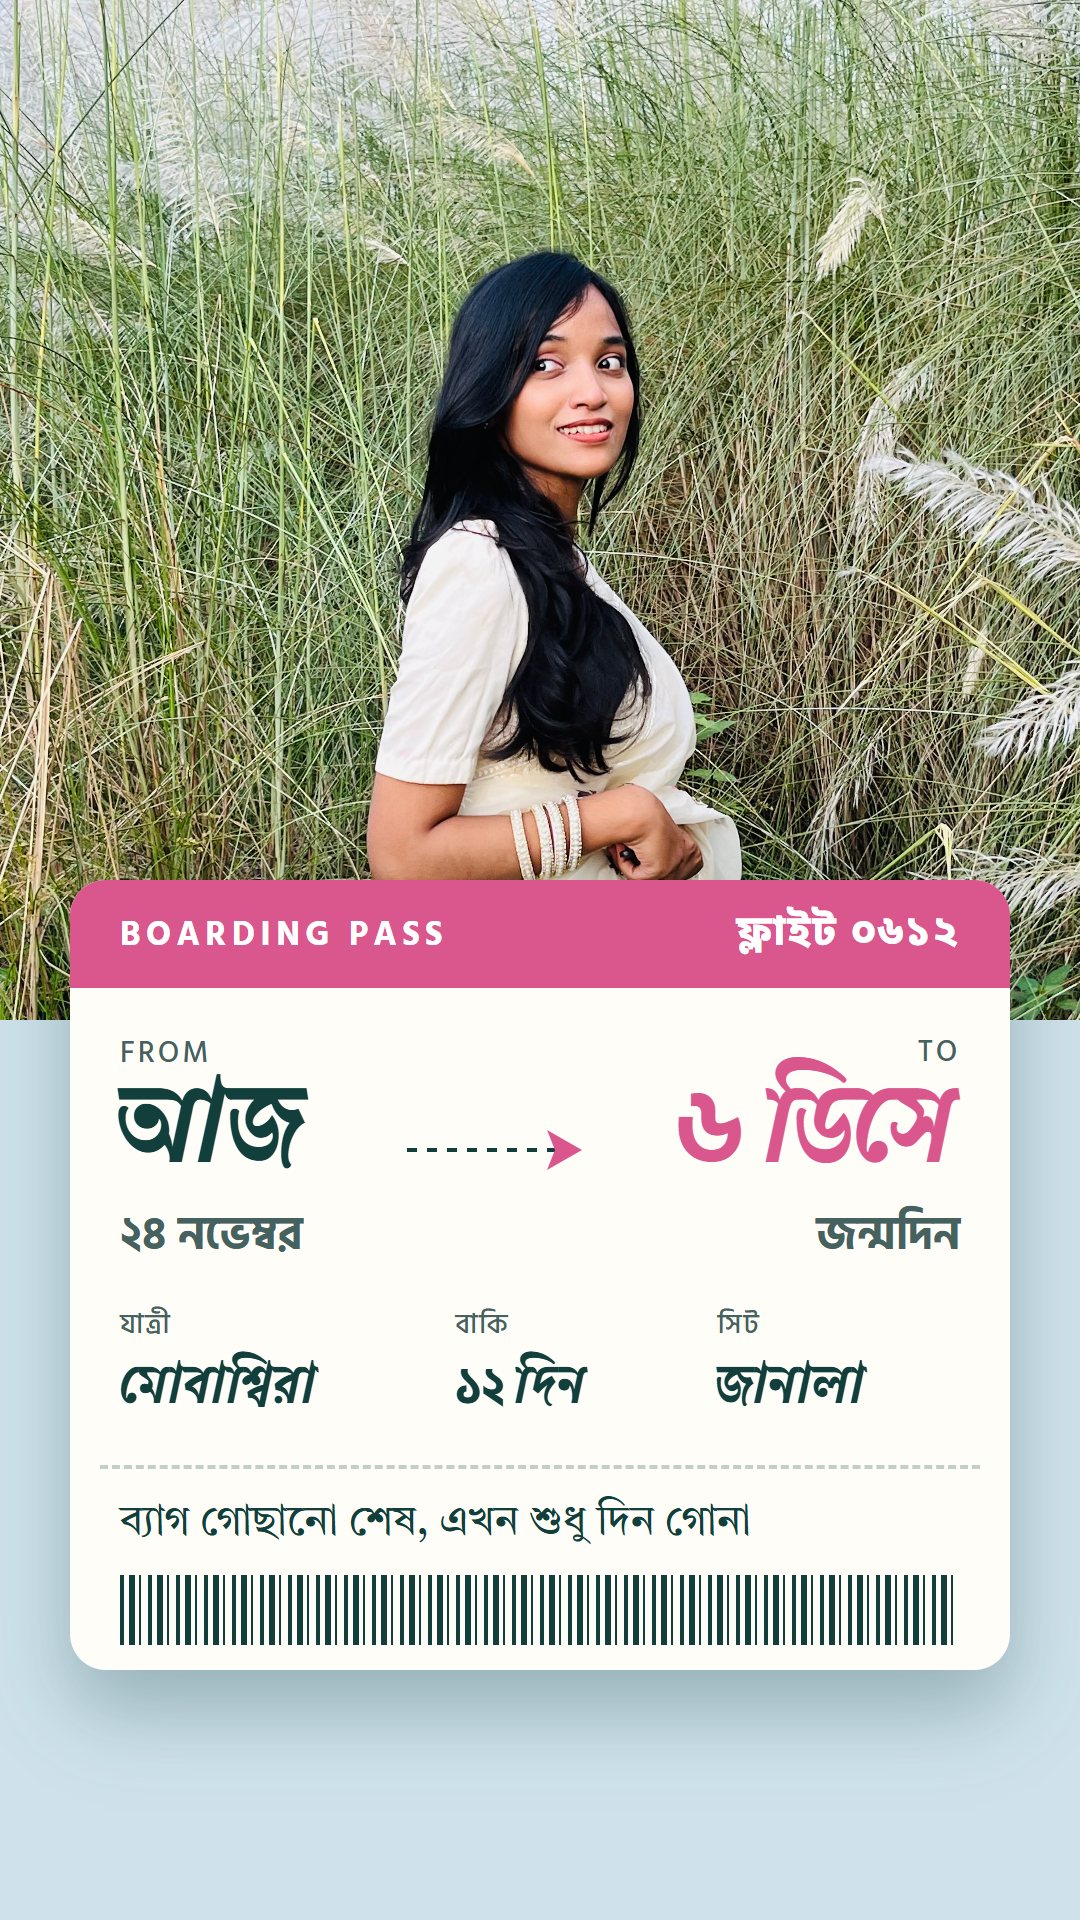 BOARDING PASS ফ্লাইট ০৬১২
FROM TO
আজ ৬ ডিসে
২৪ নভেম্বর জন্মদিন
যাত্রী বাকি সিট
মোবাশ্বিরা ১২ দিন জানালা
ব্যাগ গোছানো শেষ, এখন শুধু দিন গোনা